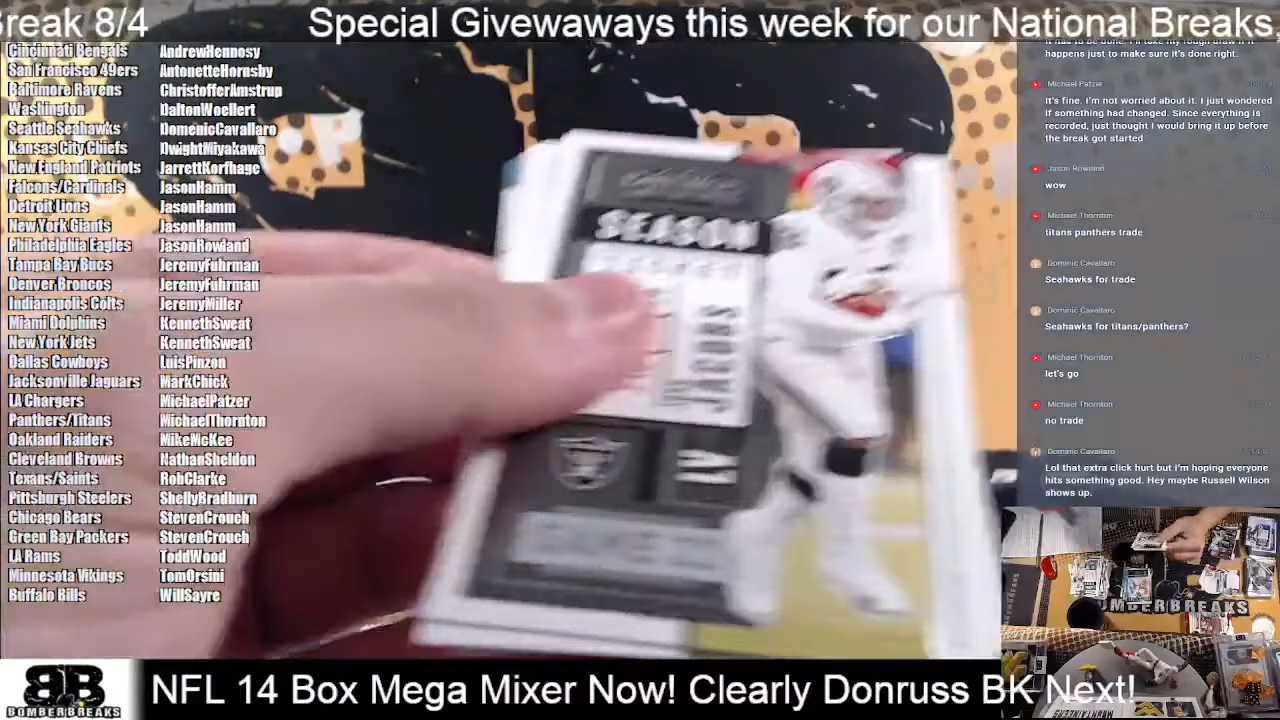 Break 8/4
Special Givewaways this week for our National Breaks,
Cincinnati Bengals AndrewHennosy
San Francisco 49ers AntonetteHornsby
Baltimore Ravens ChristofferAmstrup
Washington DaltonWoellert
Seattle Seahawks DomenicCavallaro
Kansas City Chiefs DwightMiyakawa
New England Patriots JarrettKorfhage
Falcons/Cardinals JasonHamm
Detroit Lions JasonHamm
New York Giants JasonHamm
Philadelphia Eagles JasonRowland
Tampa Bay Bucs JeremyFuhrman
Denver Broncos JeremyFuhrman
Indianapolis Colts JeremyMiller
Miami Dolphins KennethSweat
New York Jets KennethSweat
Dallas Cowboys LuisPinzon
Jacksonville Jaguars MarkChick
LA Chargers MichaelPatzer
Panthers/Titans MichaelThornton
Oakland Raiders MikeMcKee
Cleveland Browns NathanSheldon
Texans/Saints RobClarke
Pittsburgh Steelers ShellyBradburn
Chicago Bears StevenCrouch
Green Bay Packers StevenCrouch
LA Rams ToddWood
Minnesota Vikings TomOrsini
Buffalo Bills WillSayre
SEASON
JACOBS
happens just to make sure it's done right.
Michael Patzer
It's fine. I'm not worried about it. I just wondered
if something had changed. Since everything is
recorded, just thought I would bring it up before
the break got started
Jason Rowland
wow
Michael Thornton
titans panthers trade
Dominic Cavallaro
Seahawks for trade
Dominic Cavallaro
Seahawks for titans/panthers?
Michael Thornton
let's go
Michael Thornton
no trade
Dominic Cavallaro
Lol that extra click hurt but I'm hoping everyone
hits something good. Hey maybe Russell Wilson
shows up.
BOMBERBREAKS
BB
BOMBERBREAKS
NFL 14 Box Mega Mixer Now! Clearly Donruss BK Next!